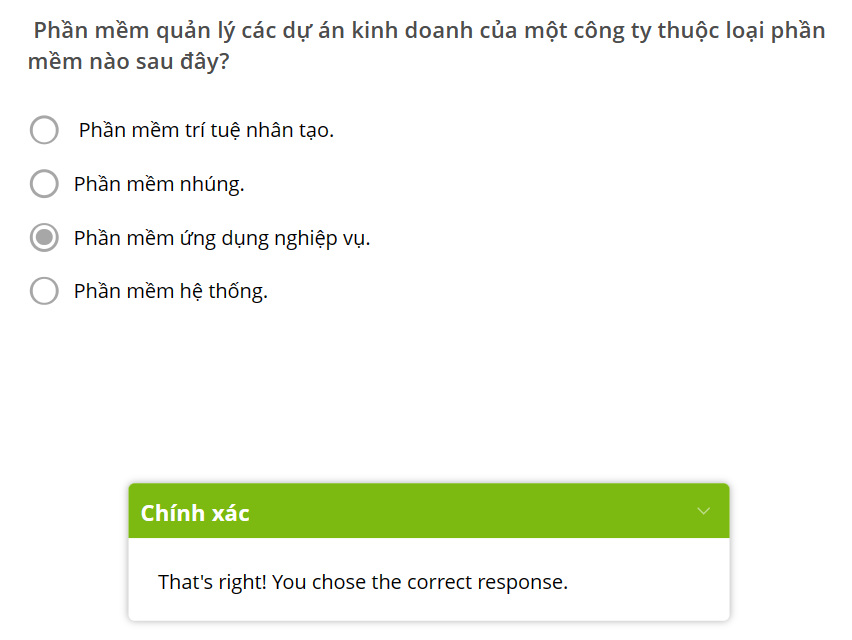 Phần mềm quản lý các dự án kinh doanh của một công ty thuộc loại phần
mềm nào sau đây?
Phần mềm trí tuệ nhân tạo.
Phần mềm nhúng.
Phần mềm ứng dụng nghiệp vụ.
Phần mềm hệ thống.
Chính xác
That's right! You chose the correct response.